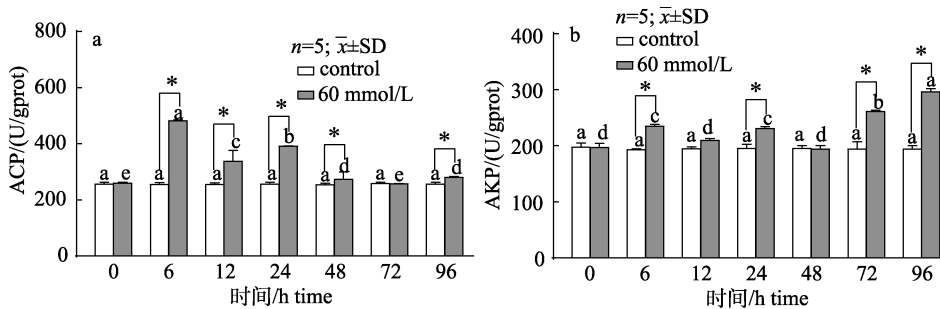 a
n=5; x̄±SD
control
60 mmol/L
ACP/(U/gprot)
800
600
400
200
0
* * * * *
a e a a a c a b a d a e a d
0 6 12 24 48 72 96
时间/h time
b
n=5; x̄±SD
control
60 mmol/L
AKP/(U/gprot)
400
300
200
100
0
* * * *
a d a c a d a c a d a b a a
0 6 12 24 48 72 96
时间/h time